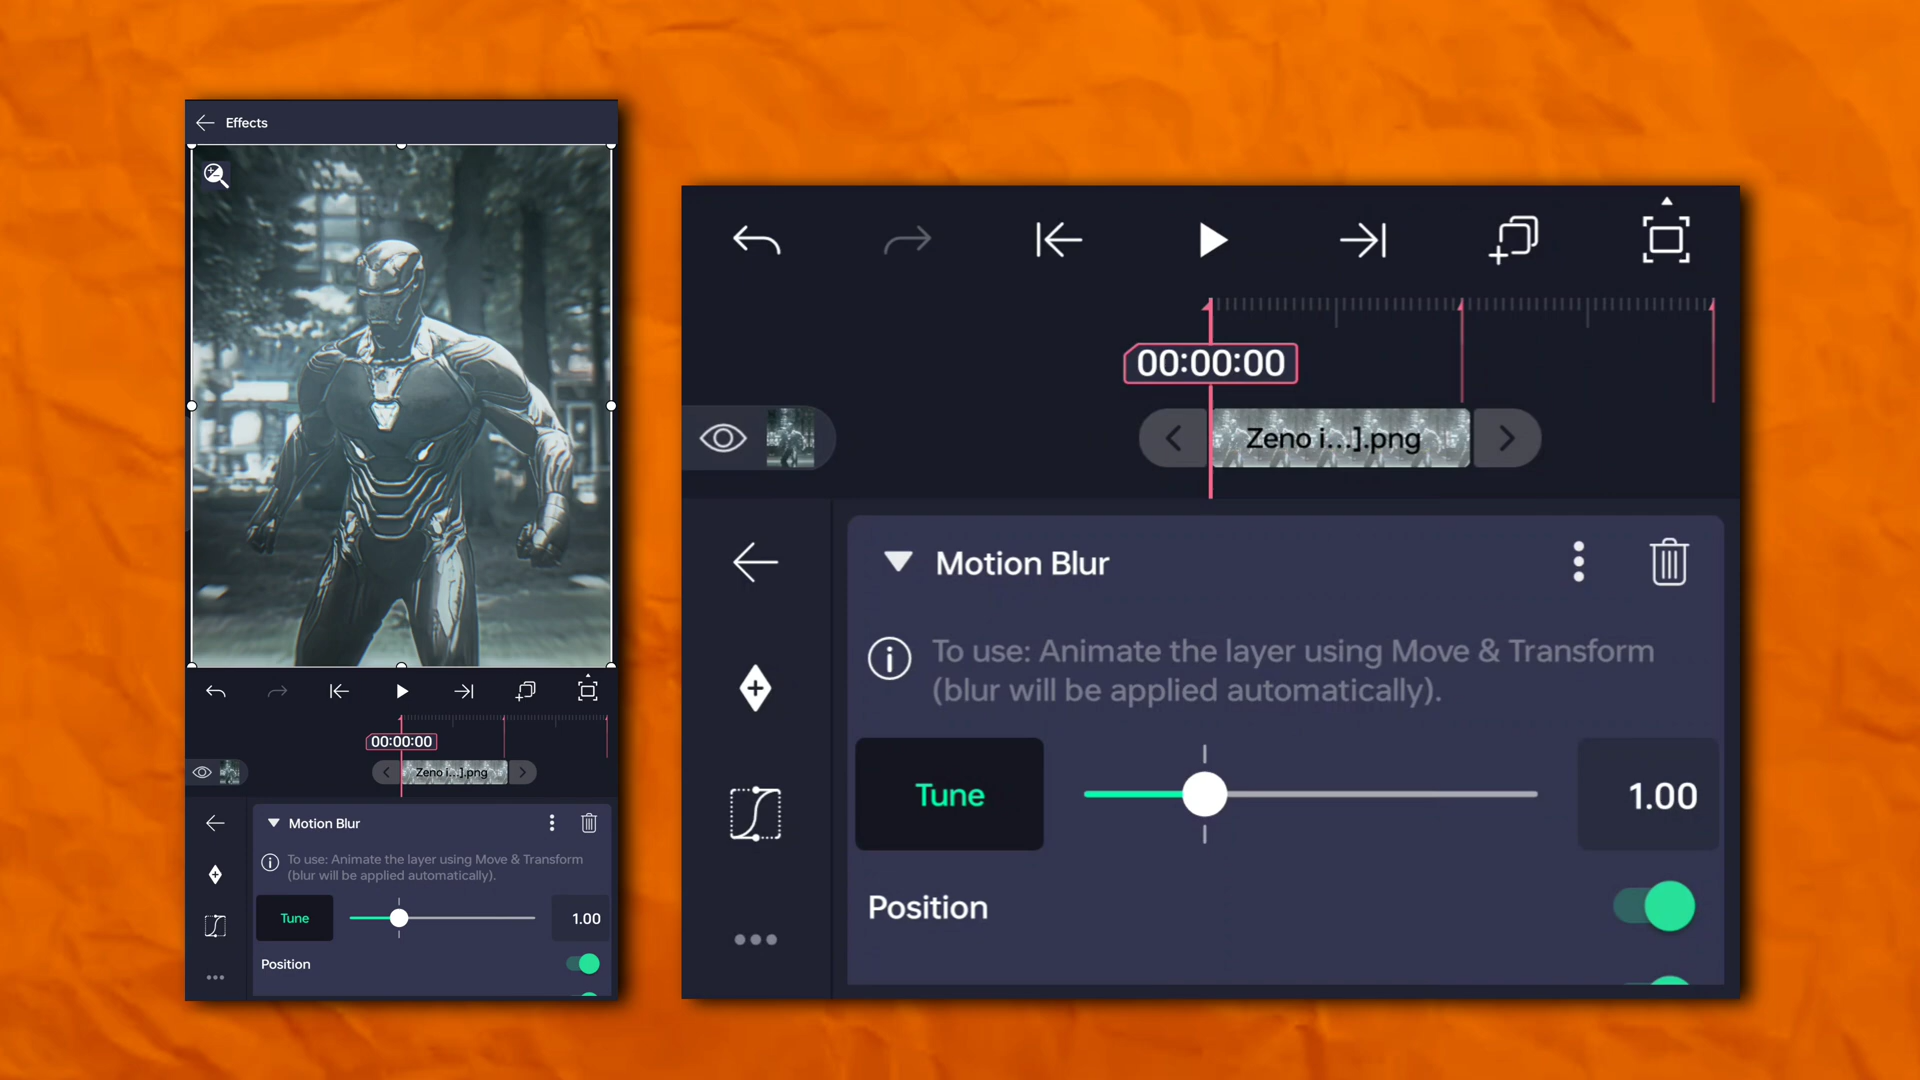 Effects
00:00:00
Zeno i...].png
Motion Blur
To use: Animate the layer using Move & Transform
(blur will be applied automatically).
Tune
1.00
Position
00:00:00
Zeno i...].png
Motion Blur
To use: Animate the layer using Move & Transform
(blur will be applied automatically).
Tune
1.00
Position